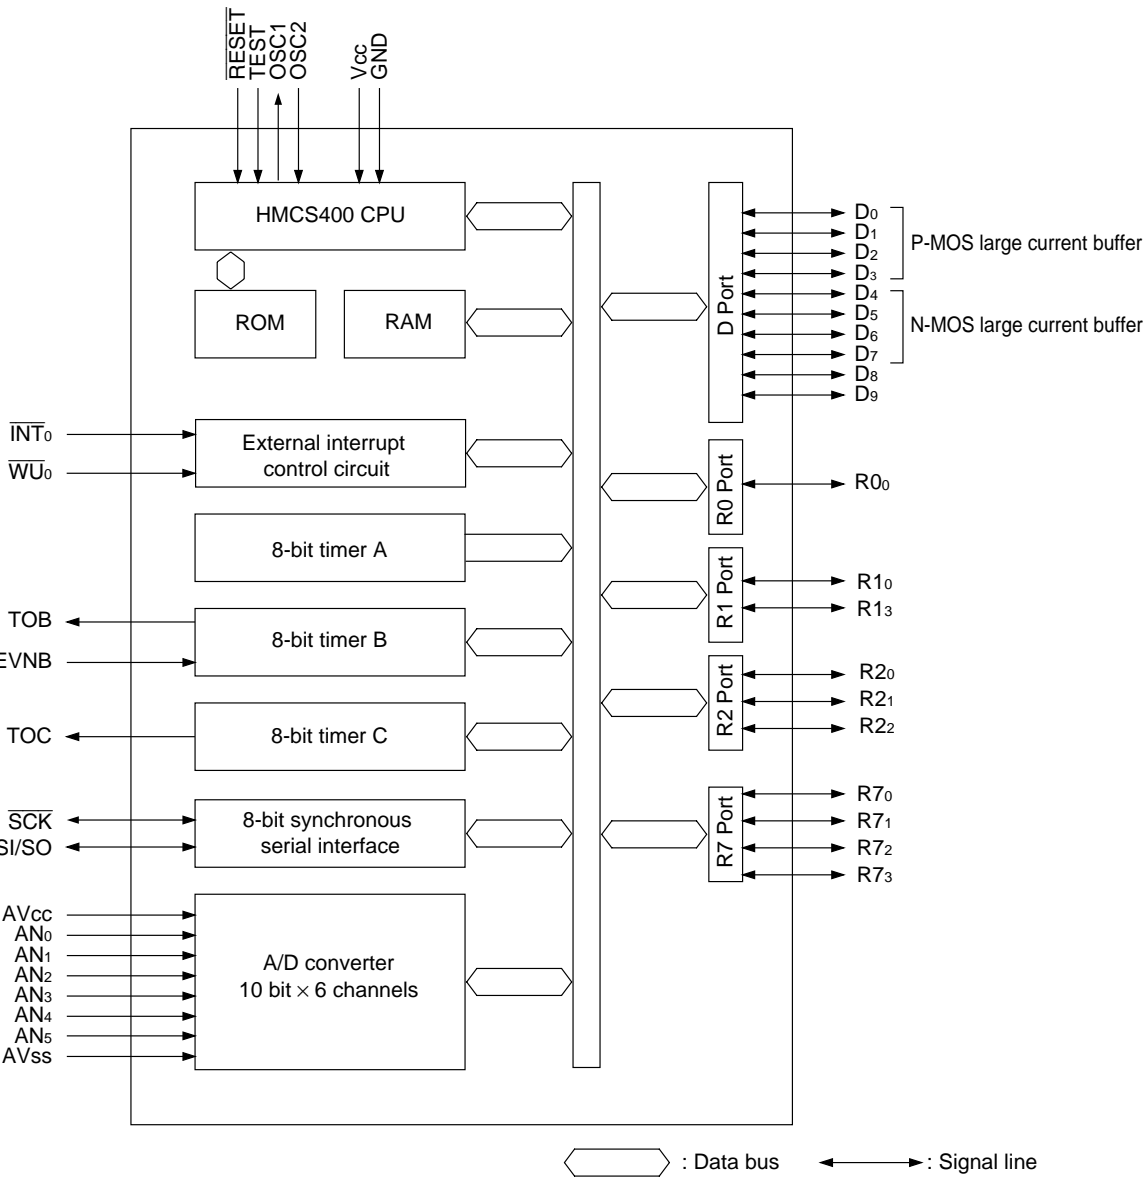 RESET
TEST
OSC1
OSC2
Vcc
GND
HMCS400 CPU
ROM
RAM
D Port
D0
D1
D2
D3
D4
D5
D6
D7
D8
D9
P-MOS large current buffer
N-MOS large current buffer
INT0
WU0
External interrupt
control circuit
R0 Port
R00
8-bit timer A
R1 Port
R10
R13
TOB
EVNB
8-bit timer B
R2 Port
R20
R21
R22
TOC
8-bit timer C
SCK
SI/SO
8-bit synchronous
serial interface
R7 Port
R70
R71
R72
R73
AVcc
AN0
AN1
AN2
AN3
AN4
AN5
AVss
A/D converter
10 bit × 6 channels
: Data bus
: Signal line